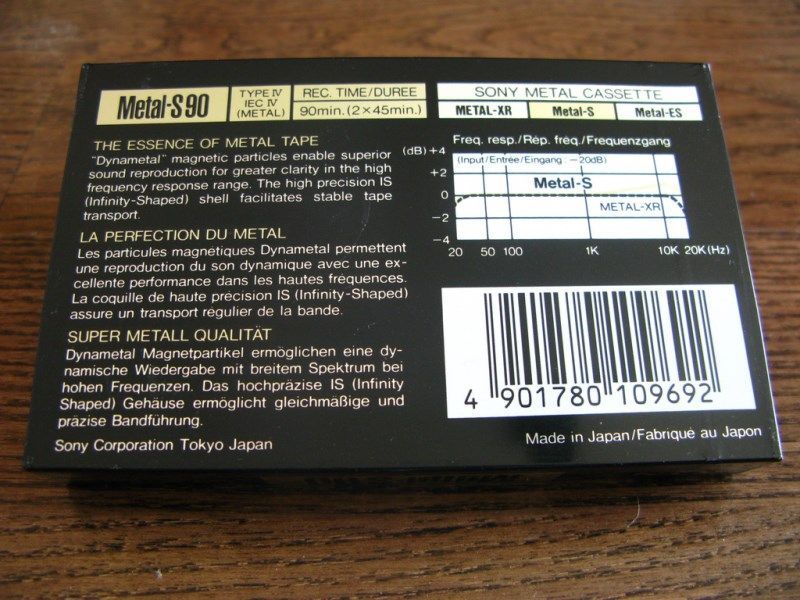 Metal-S90
TYPE IV
IEC IV
(METAL)
REC. TIME/DUREE
90min. (2×45min.)
SONY METAL CASSETTE
METAL-XR
Metal-S
Metal-ES
THE ESSENCE OF METAL TAPE
"Dynametal" magnetic particles enable superior
sound reproduction for greater clarity in the high
frequency response range. The high precision IS
(Infinity-Shaped) shell facilitates stable tape
transport.
LA PERFECTION DU METAL
Les particules magnétiques Dynametal permettent
une reproduction du son dynamique avec une ex-
cellente performance dans les hautes fréquences.
La coquille de haute précision IS (Infinity-Shaped)
assure un transport régulier de la bande.
SUPER METALL QUALITÄT
Dynametal Magnetpartikel ermöglichen eine dy-
namische Wiedergabe mit breitem Spektrum bei
hohen Frequenzen. Das hochpräzise IS (Infinity
Shaped) Gehäuse ermöglicht gleichmäßige und
präzise Bandführung.
Sony Corporation Tokyo Japan
Freq. resp./Rép. fréq./Frequenzgang
(dB) +4
(Input/Entrée/Eingang −20dB)
+2
Metal-S
0
METAL-XR
−2
−4
20 50 100 1K 10K 20K(Hz)
4 901780 109692
Made in Japan/Fabriqué au Japon